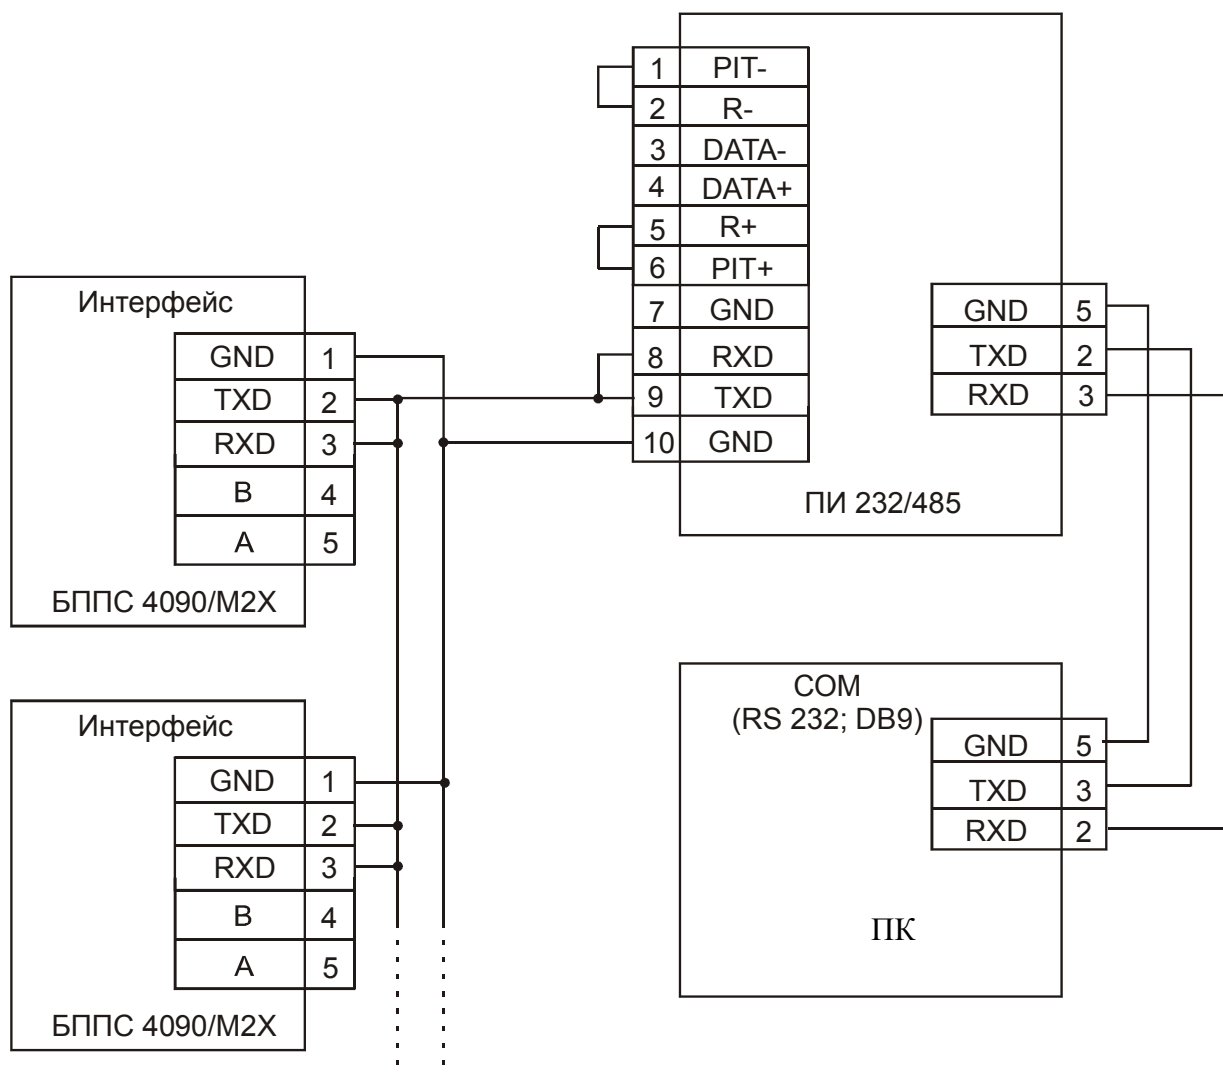 1 PIT-
2 R-
3 DATA-
4 DATA+
5 R+
6 PIT+
7 GND
8 RXD
9 TXD
10 GND
GND 5
TXD 2
RXD 3
ПИ 232/485
Интерфейс
GND 1
TXD 2
RXD 3
B 4
A 5
БППС 4090/М2Х
Интерфейс
GND 1
TXD 2
RXD 3
B 4
A 5
БППС 4090/М2Х
COM
(RS 232; DB9)
GND 5
TXD 3
RXD 2
ПК